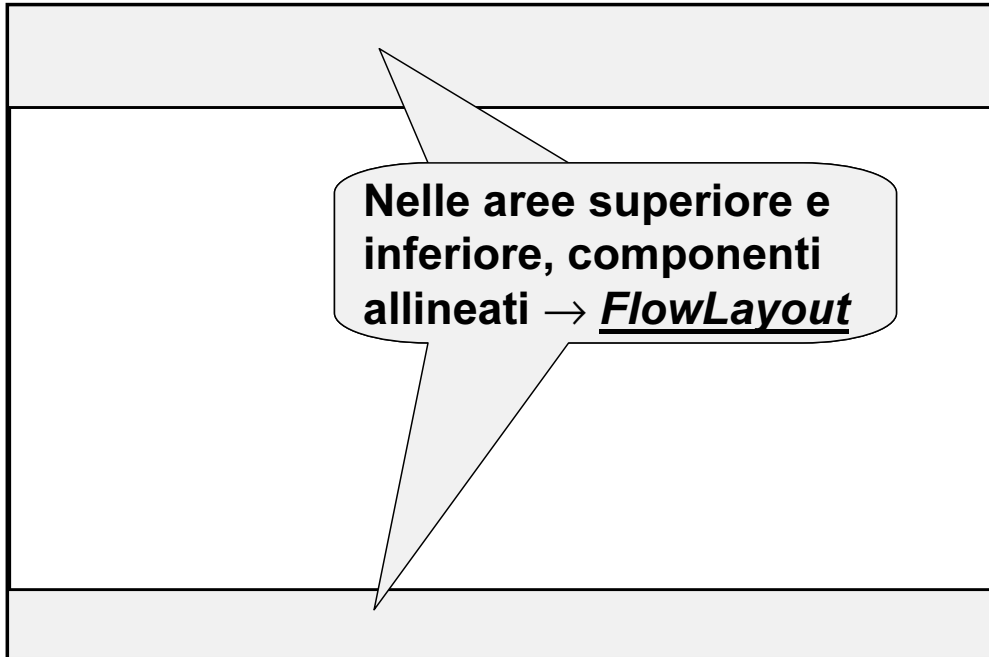 Nelle aree superiore e
inferiore, componenti
allineati → FlowLayout